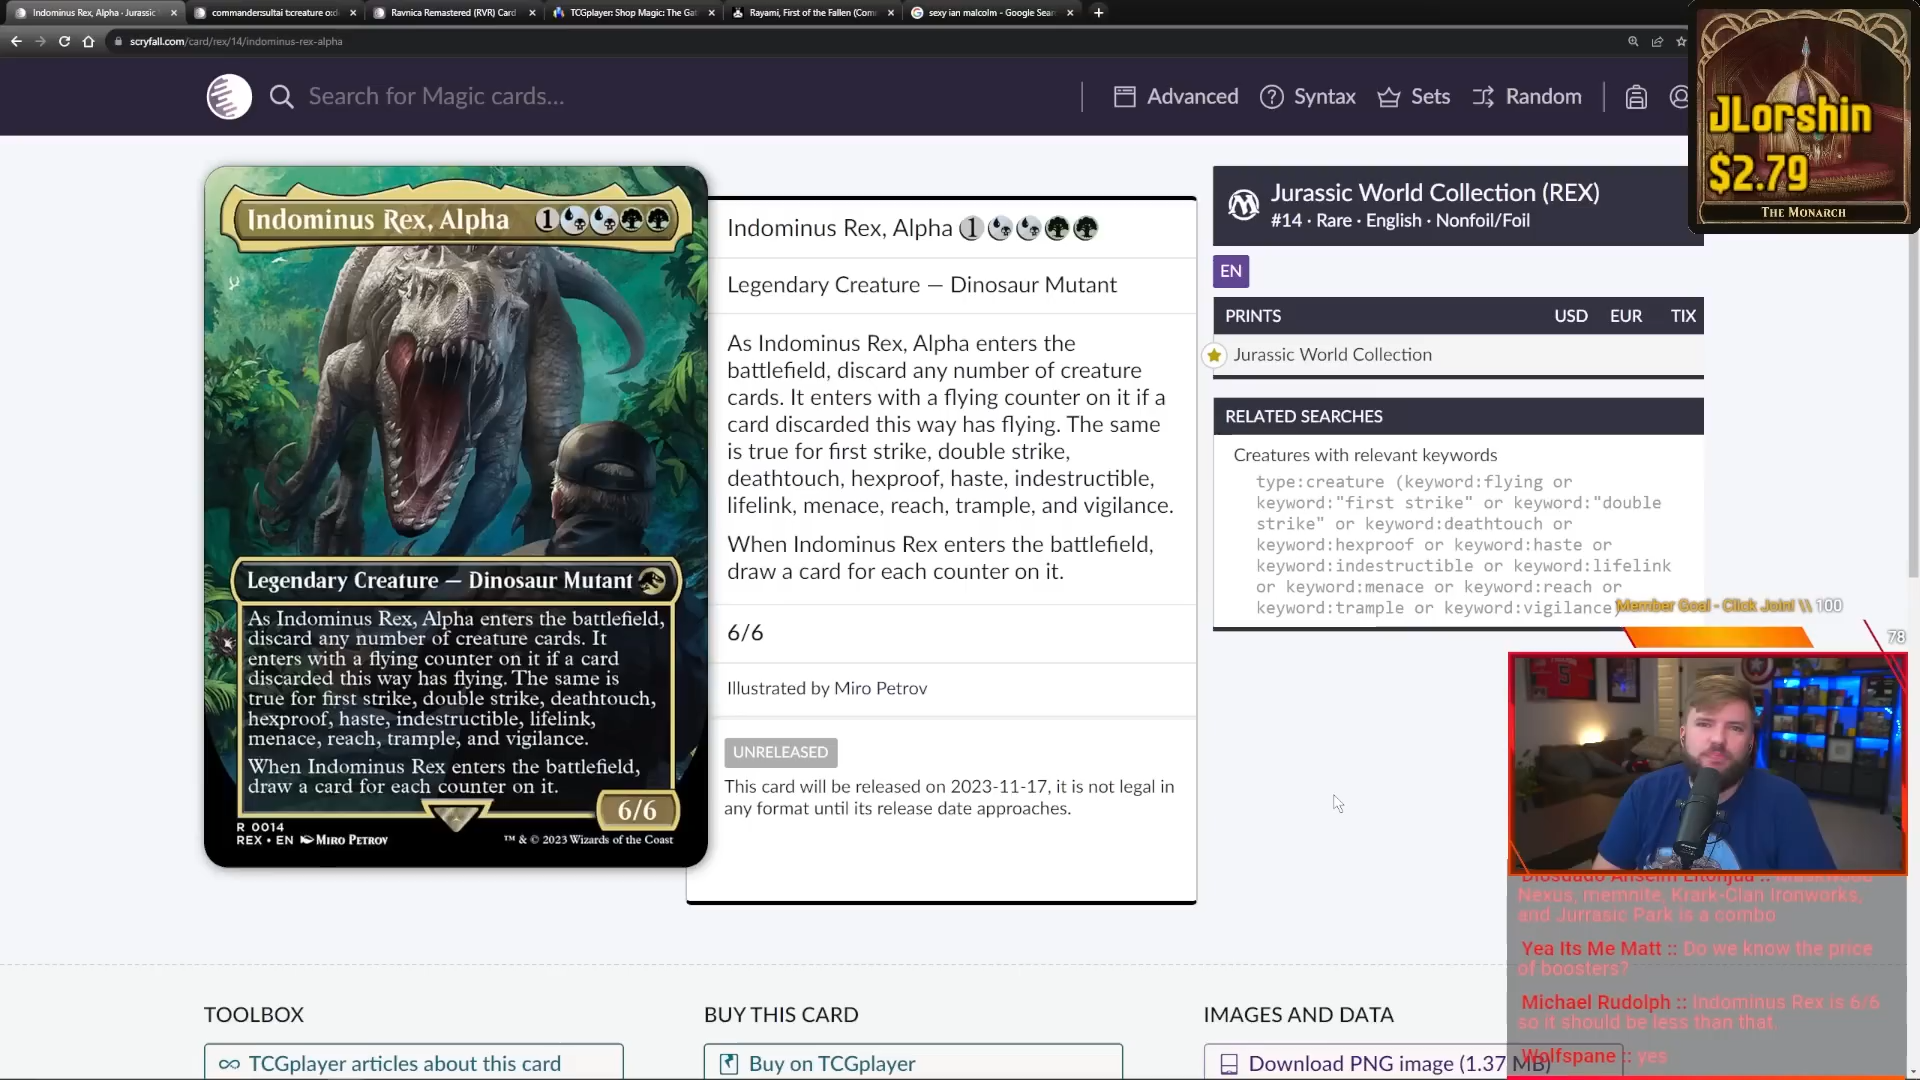 Indominus Rex, Alpha · Jurassic
commandersultai t:creature o:d
Ravnica Remastered (RVR) Card
TCGplayer: Shop Magic: The Gat
Rayami, First of the Fallen (Com
sexy ian malcolm - Google Sear
scryfall.com/card/rex/14/indominus-rex-alpha
Search for Magic cards...
Advanced
Syntax
Sets
Random
JLorshin
$2.79
The Monarch
Indominus Rex, Alpha 1
Legendary Creature — Dinosaur Mutant
As Indominus Rex, Alpha enters the battlefield,
discard any number of creature cards. It
enters with a flying counter on it if a card
discarded this way has flying. The same is
true for first strike, double strike, deathtouch,
hexproof, haste, indestructible, lifelink,
menace, reach, trample, and vigilance.
When Indominus Rex enters the battlefield,
draw a card for each counter on it.
6/6
R 0014
REX • EN Miro Petrov
™ & © 2023 Wizards of the Coast
Indominus Rex, Alpha 1
Legendary Creature — Dinosaur Mutant
As Indominus Rex, Alpha enters the
battlefield, discard any number of creature
cards. It enters with a flying counter on it if a
card discarded this way has flying. The same
is true for first strike, double strike,
deathtouch, hexproof, haste, indestructible,
lifelink, menace, reach, trample, and vigilance.
When Indominus Rex enters the battlefield,
draw a card for each counter on it.
6/6
Illustrated by Miro Petrov
UNRELEASED
This card will be released on 2023-11-17, it is not legal in
any format until its release date approaches.
Jurassic World Collection (REX)
#14 · Rare · English · Nonfoil/Foil
EN
PRINTS USD EUR TIX
Jurassic World Collection
RELATED SEARCHES
Creatures with relevant keywords
type:creature (keyword:flying or
keyword:"first strike" or keyword:"double
strike" or keyword:deathtouch or
keyword:hexproof or keyword:haste or
keyword:indestructible or keyword:lifelink
or keyword:menace or keyword:reach or
keyword:trample or keyword:vigilance)
Member Goal - Click Join! \\ 100
78
Nexus, memnite, Krark-Clan Ironworks,
and Jurrasic Park is a combo
Yea Its Me Matt :: Do we know the price
of boosters?
Michael Rudolph :: Indominus Rex is 6/6
so it should be less than that.
Wolfspane :: yes
TOOLBOX
TCGplayer articles about this card
BUY THIS CARD
Buy on TCGplayer
IMAGES AND DATA
Download PNG image (1.37 MB)